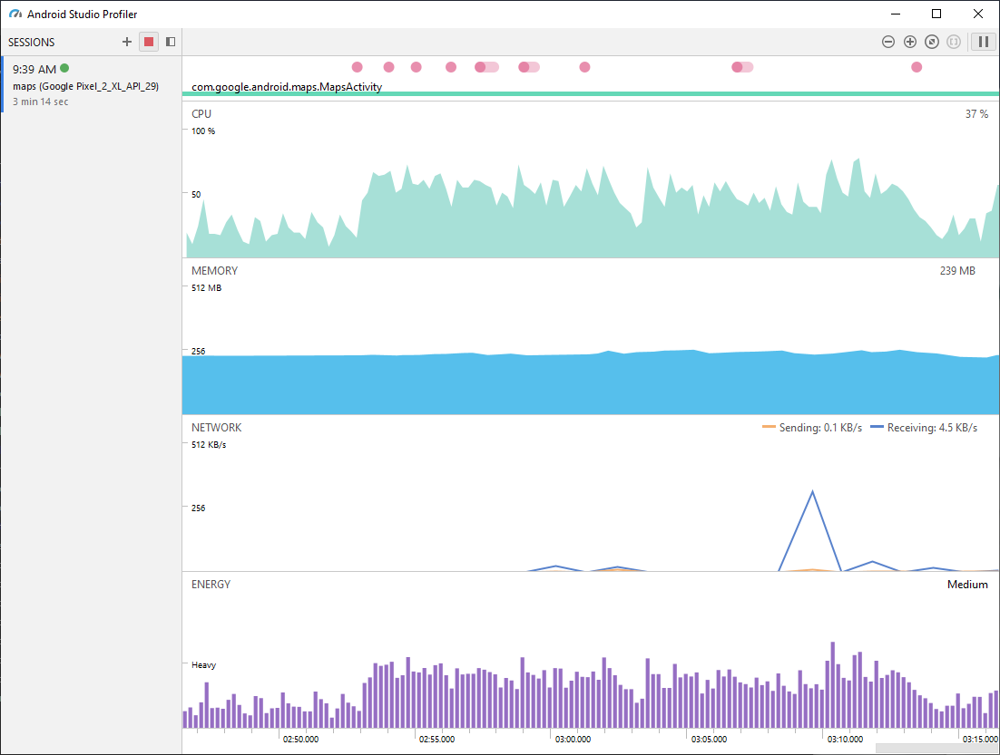 Android Studio Profiler
SESSIONS
9:39 AM
maps (Google Pixel_2_XL_API_29)
3 min 14 sec
com.google.android.maps.MapsActivity
CPU 37 %
100 %
50
MEMORY 239 MB
512 MB
256
NETWORK Sending: 0.1 KB/s Receiving: 4.5 KB/s
512 KB/s
256
ENERGY Medium
Heavy
02:50.000 02:55.000 03:00.000 03:05.000 03:10.000 03:15.000